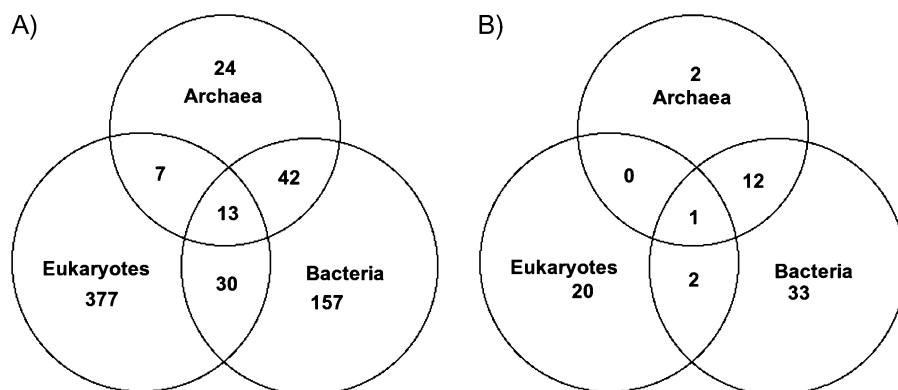 A)
24
Archaea
7
42
13
Eukaryotes
377
30
Bacteria
157
B)
2
Archaea
0
12
1
Eukaryotes
20
2
Bacteria
33